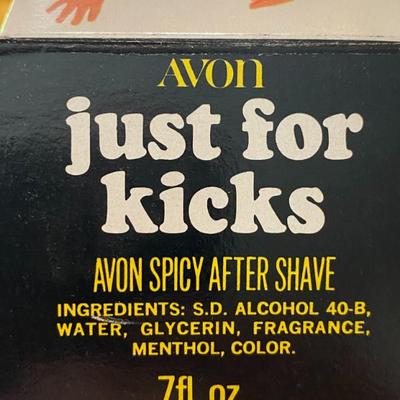 AVON
just for
kicks
AVON SPICY AFTER SHAVE
INGREDIENTS: S.D. ALCOHOL 40-B,
WATER, GLYCERIN, FRAGRANCE,
MENTHOL, COLOR.
7fl. oz.